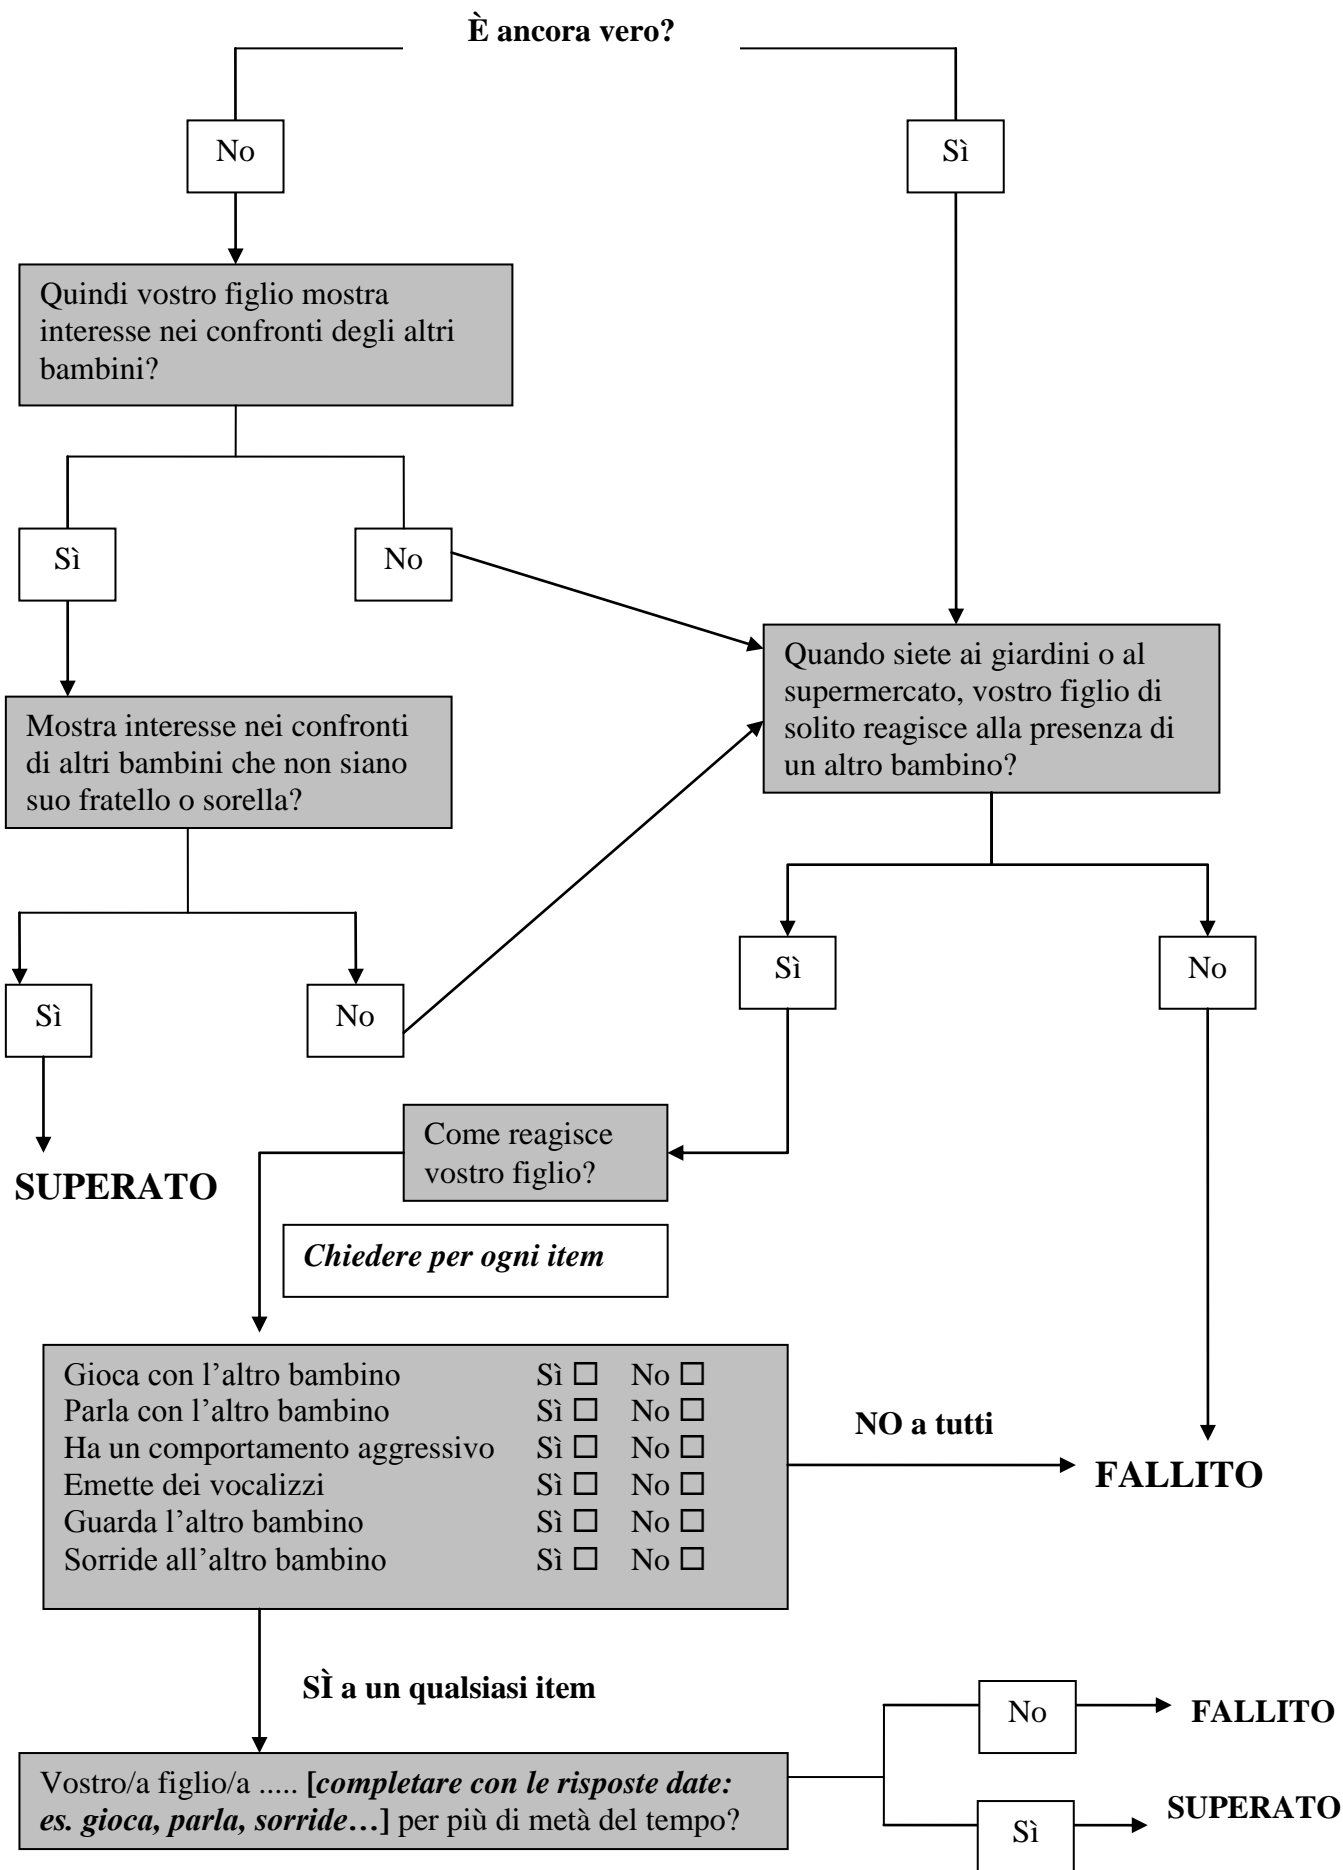 È ancora vero?
No
Sì
Quindi vostro figlio mostra
interesse nei confronti degli altri
bambini?
Sì
No
Quando siete ai giardini o al
supermercato, vostro figlio di
solito reagisce alla presenza di
un altro bambino?
Mostra interesse nei confronti
di altri bambini che non siano
suo fratello o sorella?
Sì
No
Sì
No
Come reagisce
vostro figlio?
SUPERATO
Chiedere per ogni item
Gioca con l’altro bambino Sì □ No □
Parla con l’altro bambino Sì □ No □
Ha un comportamento aggressivo Sì □ No □
Emette dei vocalizzi Sì □ No □
Guarda l’altro bambino Sì □ No □
Sorride all’altro bambino Sì □ No □
NO a tutti
FALLITO
SÌ a un qualsiasi item
No
FALLITO
Vostro/a figlio/a ..... [completare con le risposte date:
es. gioca, parla, sorride…] per più di metà del tempo?
Sì
SUPERATO